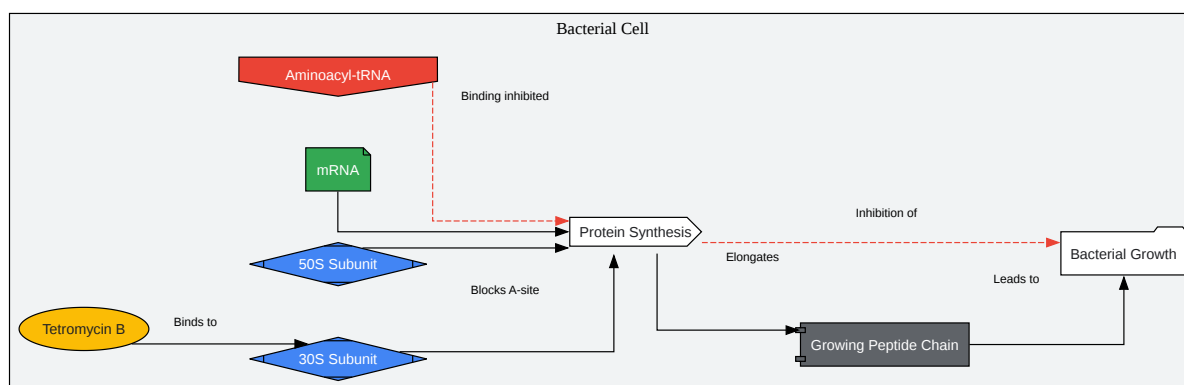 Bacterial Cell
Aminoacyl-tRNA
Binding inhibited
mRNA
Inhibition of
Protein Synthesis
Elongates
Bacterial Growth
50S Subunit
Leads to
Blocks A-site
Binds to
Tetromycin B
Growing Peptide Chain
30S Subunit